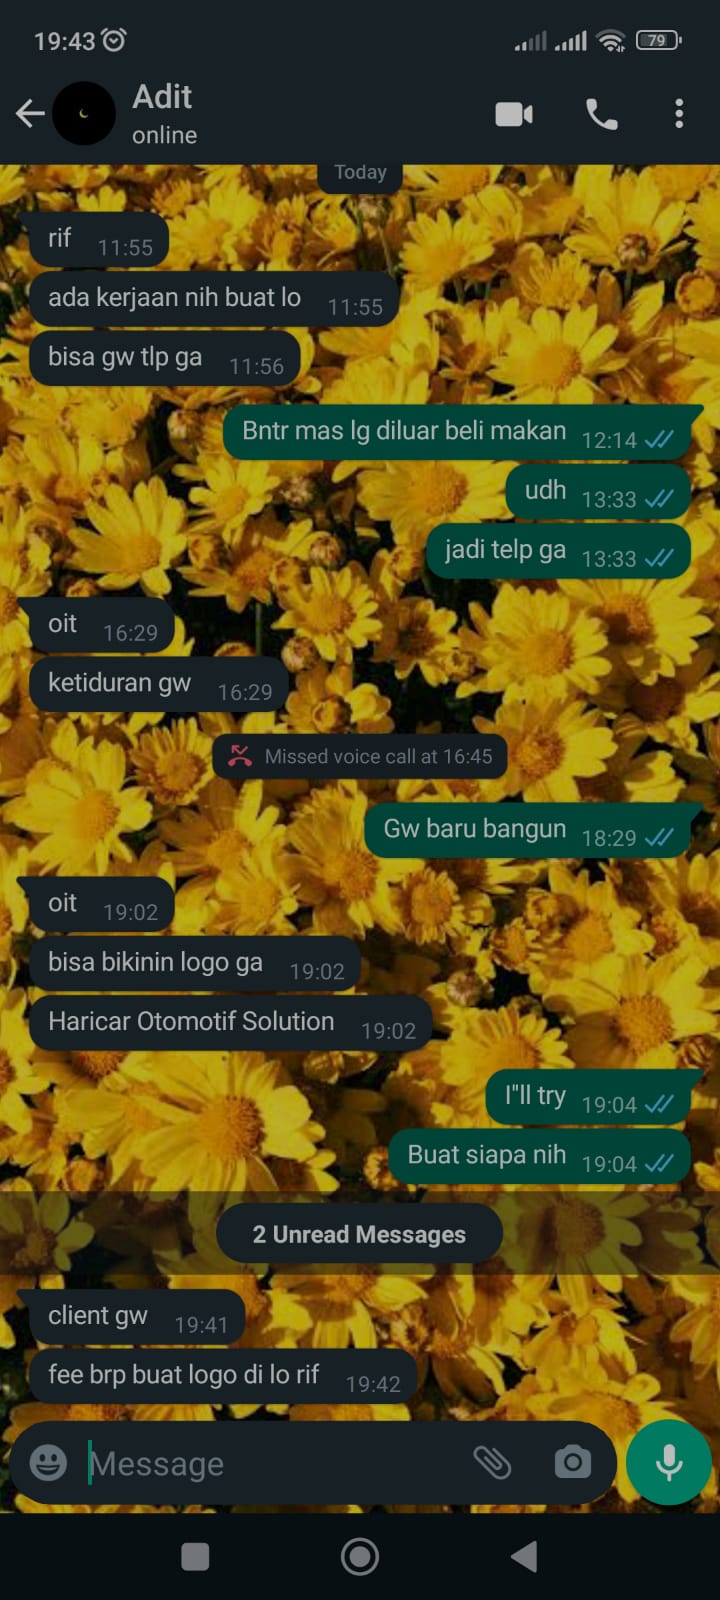 19:43
79
Adit
online
Today
rif 11:55
ada kerjaan nih buat lo 11:55
bisa gw tlp ga 11:56
Bntr mas lg diluar beli makan 12:14
udh 13:33
jadi telp ga 13:33
oit 16:29
ketiduran gw 16:29
Missed voice call at 16:45
Gw baru bangun 18:29
oit 19:02
bisa bikinin logo ga 19:02
Haricar Otomotif Solution 19:02
I"ll try 19:04
Buat siapa nih 19:04
2 Unread Messages
client gw 19:41
fee brp buat logo di lo rif 19:42
Message